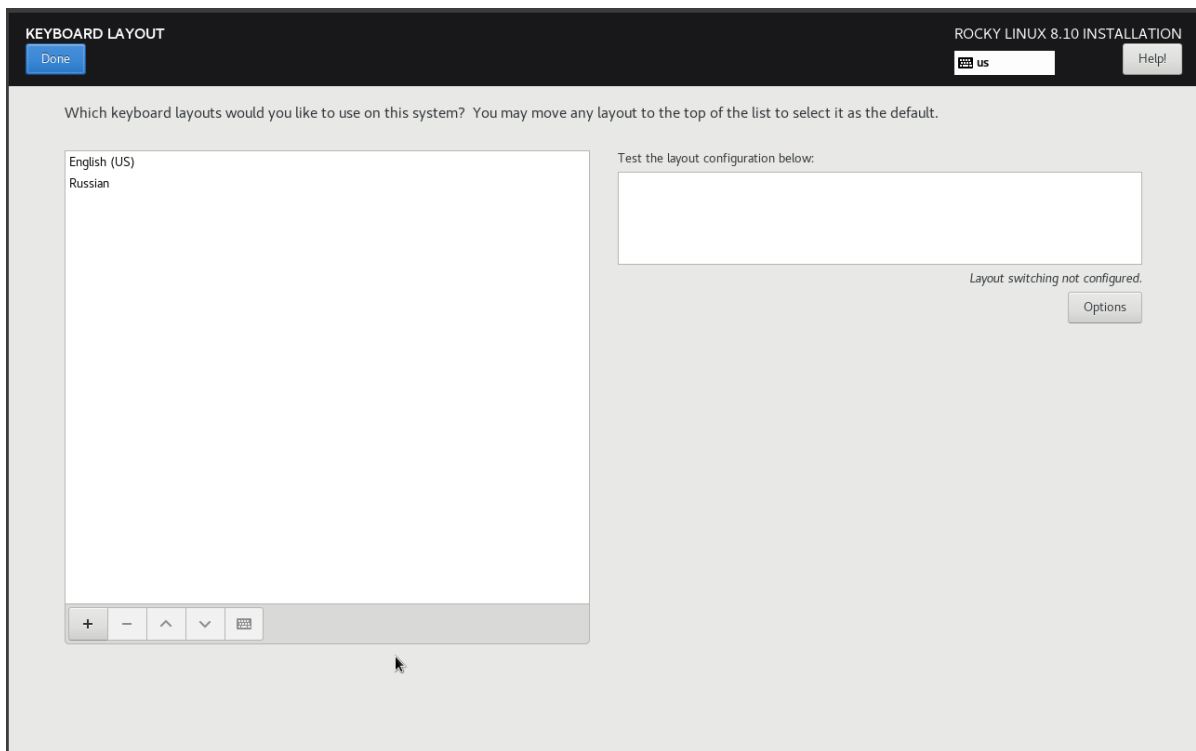 KEYBOARD LAYOUT
ROCKY LINUX 8.10 INSTALLATION
Done
us
Help!
Which keyboard layouts would you like to use on this system? You may move any layout to the top of the list to select it as the default.
English (US)
Russian
Test the layout configuration below:
Layout switching not configured.
Options